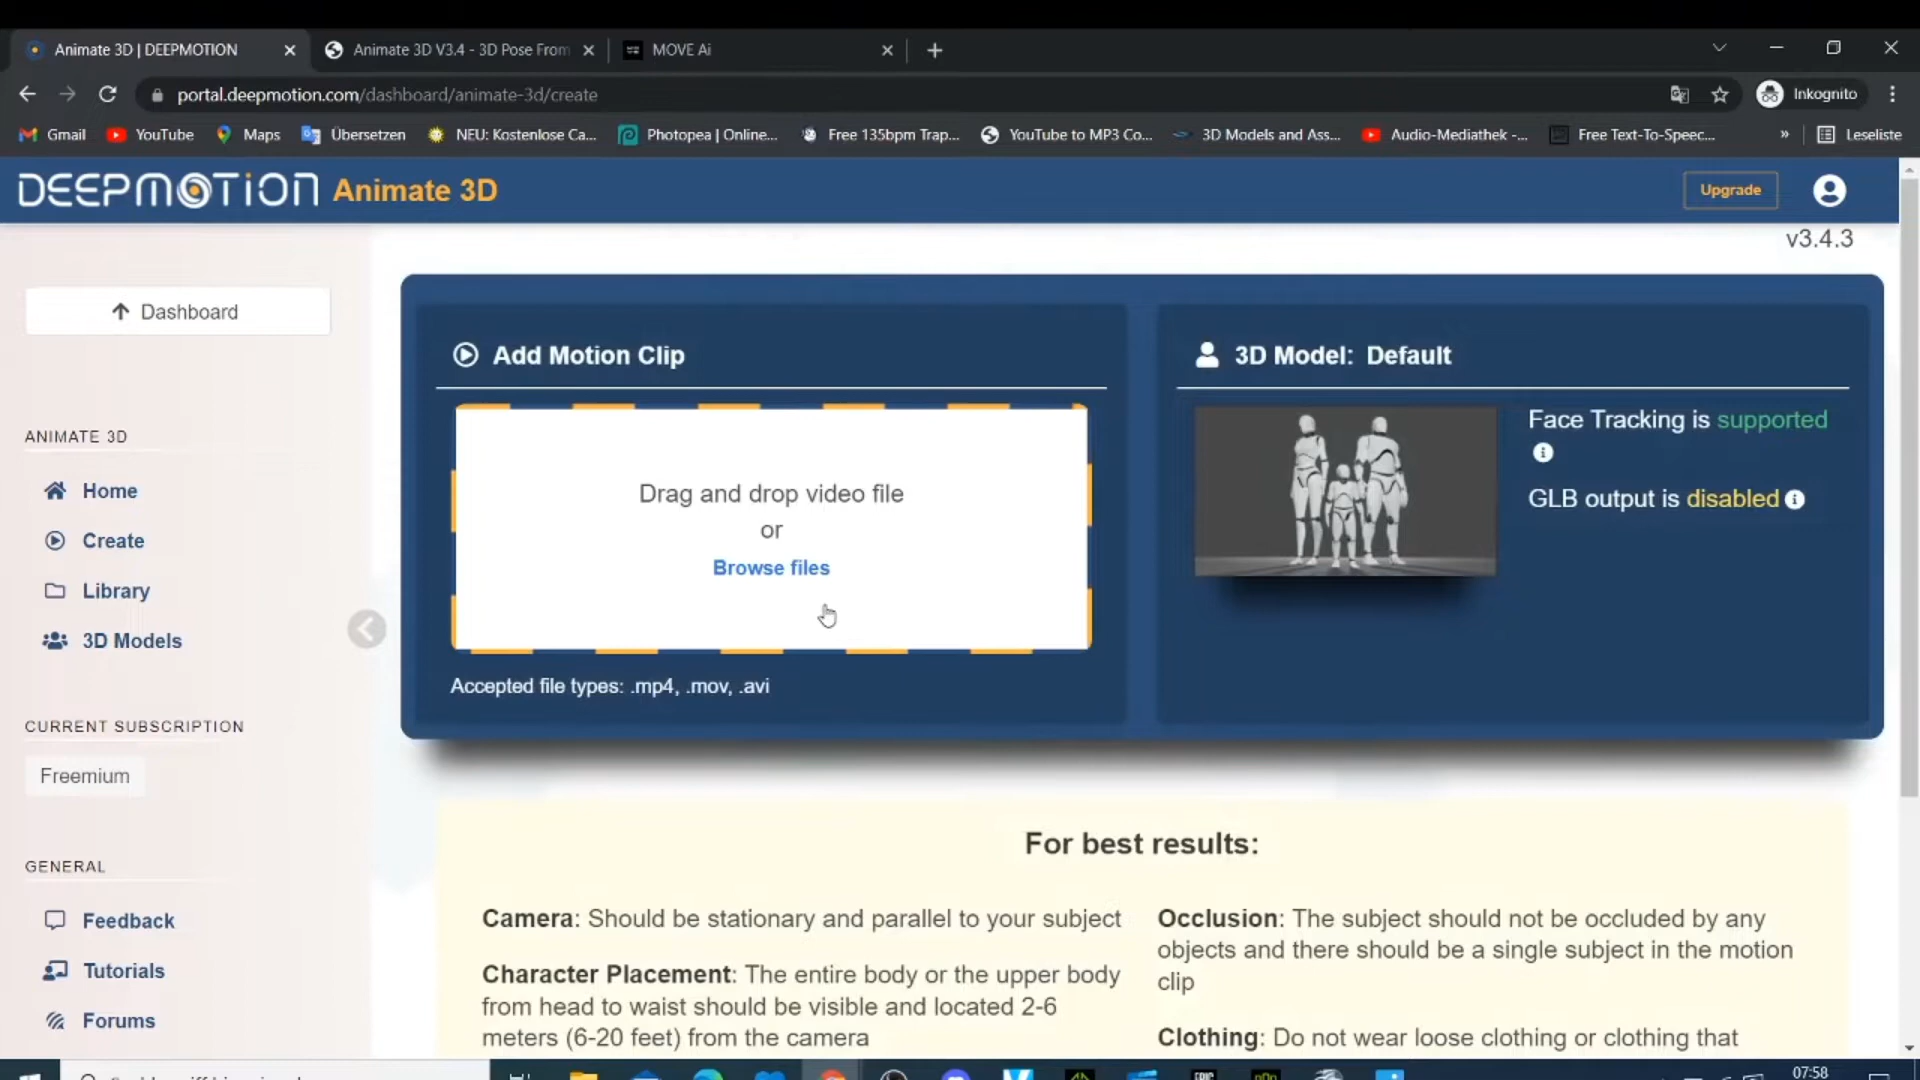 Animate 3D | DEEPMOTION
Animate 3D V3.4 - 3D Pose From
MOVE Ai
portal.deepmotion.com/dashboard/animate-3d/create
Inkognito
Gmail
YouTube
Maps
Übersetzen
NEU: Kostenlose Ca...
Photopea | Online...
Free 135bpm Trap...
YouTube to MP3 Co...
3D Models and Ass...
Audio-Mediathek -...
Free Text-To-Speec...
»
Leseliste
DEEPMOTION Animate 3D
Upgrade
v3.4.3
Dashboard
ANIMATE 3D
Home
Create
Library
3D Models
CURRENT SUBSCRIPTION
Freemium
GENERAL
Feedback
Tutorials
Forums
Add Motion Clip
Drag and drop video file
or
Browse files
Accepted file types: .mp4, .mov, .avi
3D Model: Default
Face Tracking is supported
GLB output is disabled
For best results:
Camera: Should be stationary and parallel to your subject
Character Placement: The entire body or the upper body
from head to waist should be visible and located 2-6
meters (6-20 feet) from the camera
Occlusion: The subject should not be occluded by any
objects and there should be a single subject in the motion
clip
Clothing: Do not wear loose clothing or clothing that
07:58